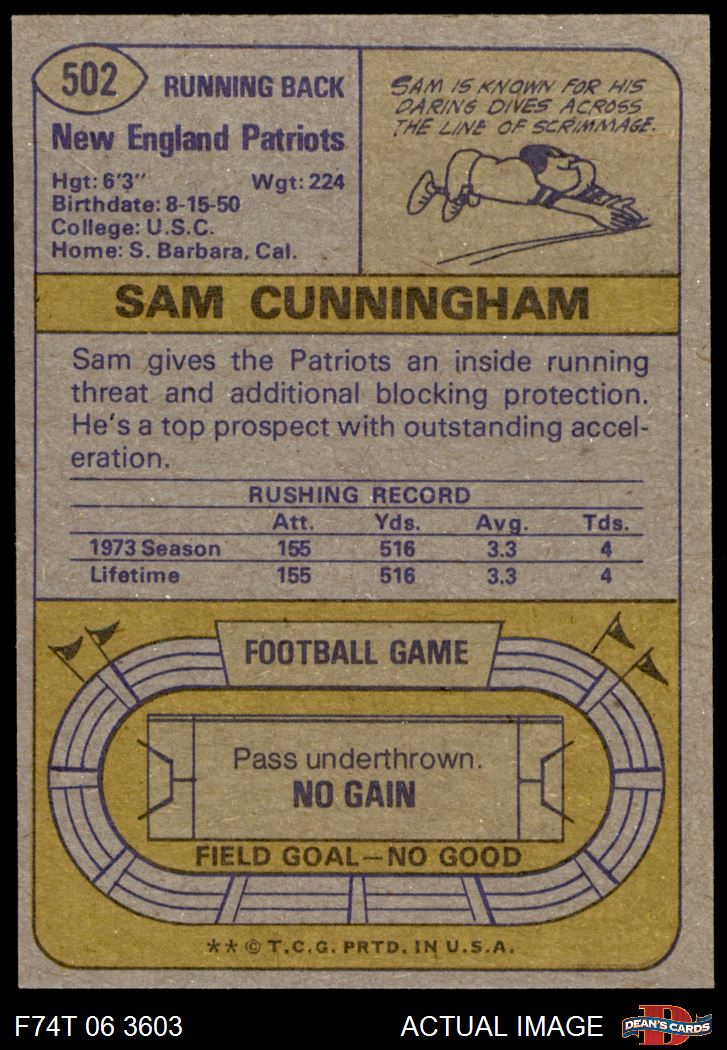 502
RUNNING BACK
New England Patriots
Hgt: 6'3" Wgt: 224
Birthdate: 8-15-50
College: U.S.C.
Home: S. Barbara, Cal.
SAM IS KNOWN FOR HIS
DARING DIVES ACROSS
THE LINE OF SCRIMMAGE.
SAM CUNNINGHAM
Sam gives the Patriots an inside running
threat and additional blocking protection.
He's a top prospect with outstanding accel-
eration.
RUSHING RECORD
Att. Yds. Avg. Tds.
1973 Season 155 516 3.3 4
Lifetime 155 516 3.3 4
FOOTBALL GAME
Pass underthrown.
NO GAIN
FIELD GOAL—NO GOOD
** © T.C.G. PRTD. IN U.S.A.
F74T 06 3603 ACTUAL IMAGE
D
DEAN'S CARDS